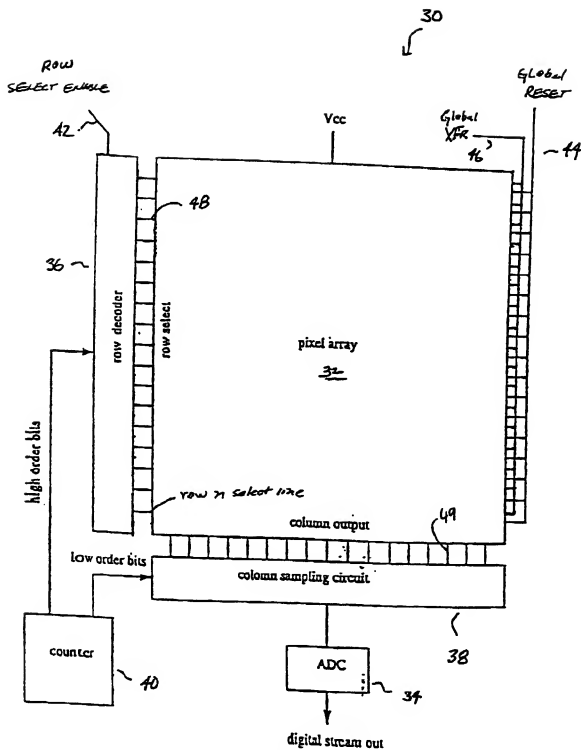 30
ROW
SELECT ENABLE
42
Vcc
Global
XFR
46
Global
RESET
44
36
row decoder
48
row select
pixel array
32
high order bits
row n select line
column output
49
low order bits
column sampling circuit
38
counter
40
ADC
34
digital stream out